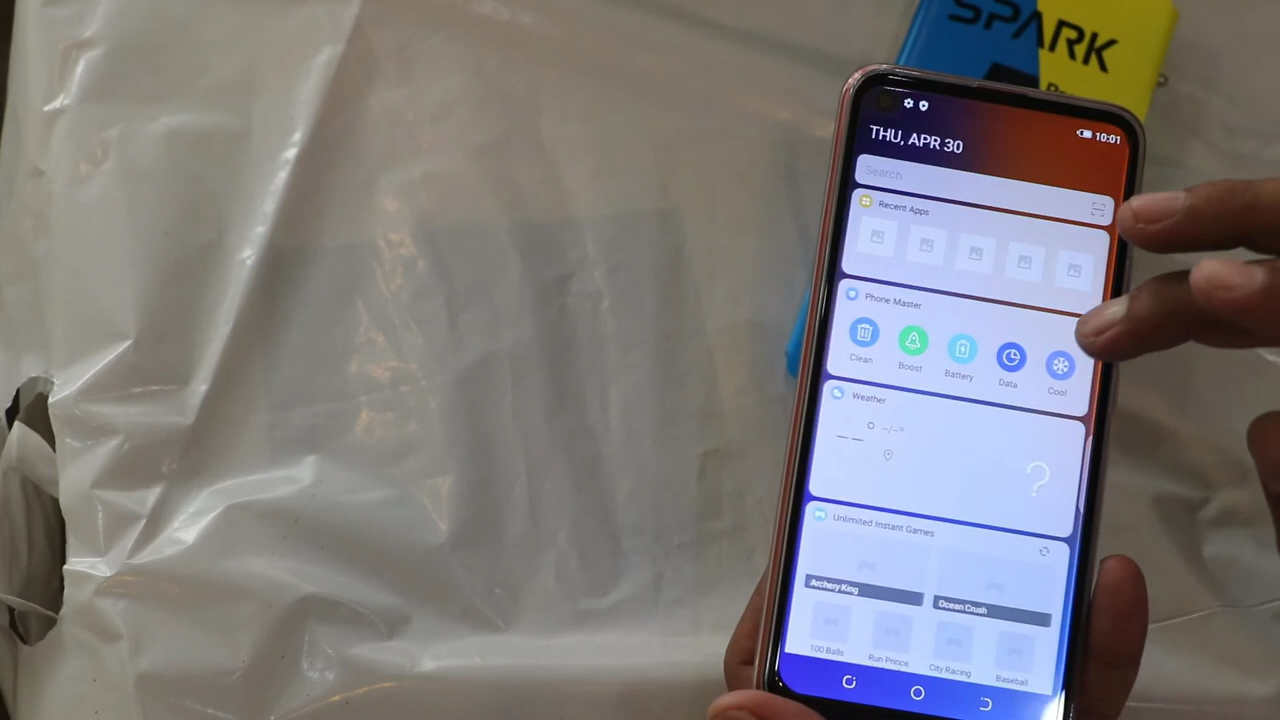 SPARK
10:01
THU, APR 30
Search
Recent Apps
Phone Master
Clean
Boost
Battery
Data
Cool
Weather
— —
--/--°
?
Unlimited Instant Games
Archery King
Ocean Crush
100 Balls
Run Prince
City Racing
Baseball